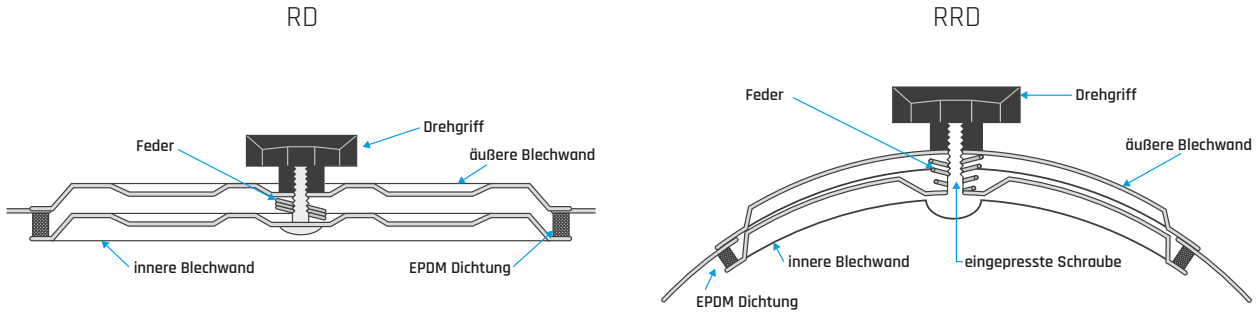 RD
Feder
Drehgriff
äußere Blechwand
innere Blechwand
EPDM Dichtung
RRD
Feder
Drehgriff
äußere Blechwand
innere Blechwand
eingepresste Schraube
EPDM Dichtung